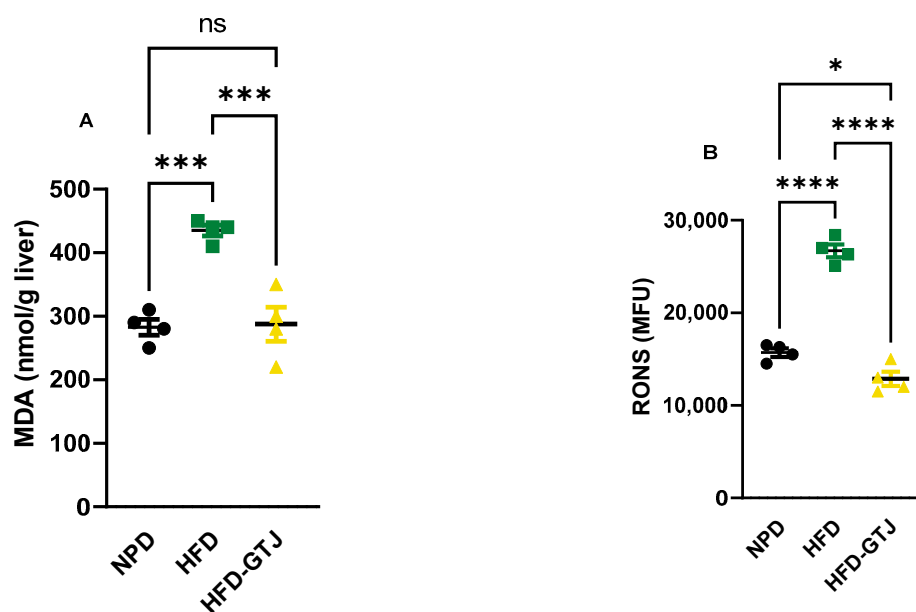 ns
***
A
***
500
400
300
200
100
0
MDA (nmol/g liver)
NPD
HFD
HFD-GTJ
*
****
B
****
30,000
20,000
10,000
0
RONS (MFU)
NPD
HFD
HFD-GTJ